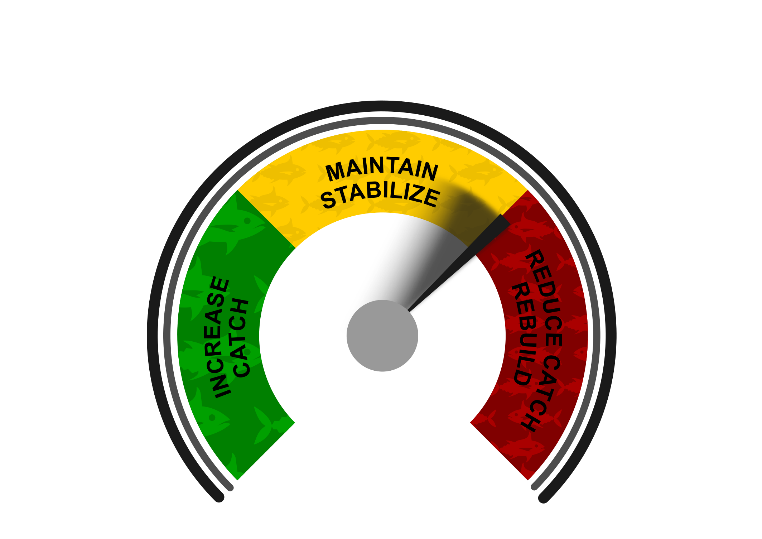 INCREASE
CATCH
MAINTAIN
STABILIZE
REDUCE CATCH
REBUILD